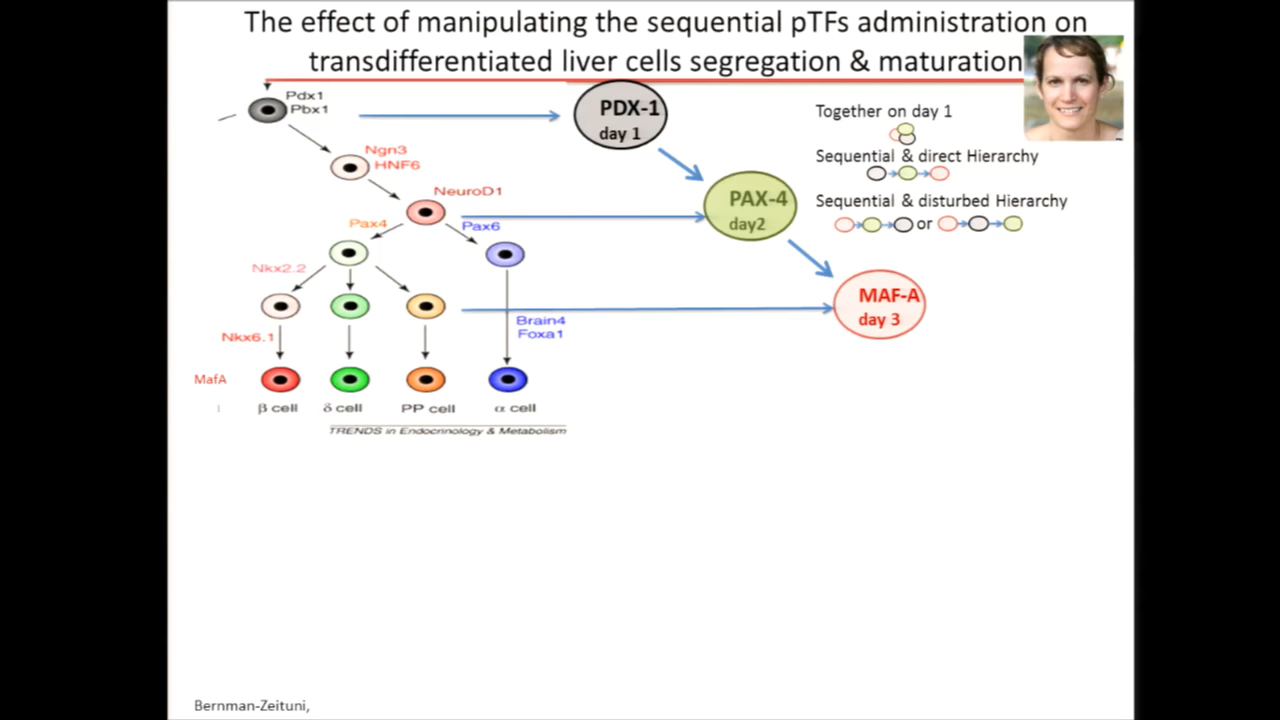 The effect of manipulating the sequential pTFs administration on
transdifferentiated liver cells segregation & maturation
Pdx1
Pbx1
PDX-1
day 1
Together on day 1
Ngn3
HNF6
Sequential & direct Hierarchy
NeuroD1
PAX-4
day2
Sequential & disturbed Hierarchy
or
Pax4
Pax6
Nkx2.2
MAF-A
day 3
Brain4
Foxa1
Nkx6.1
MafA
β cell
δ cell
PP cell
α cell
TRENDS in Endocrinology & Metabolism
Bernman-Zeituni,